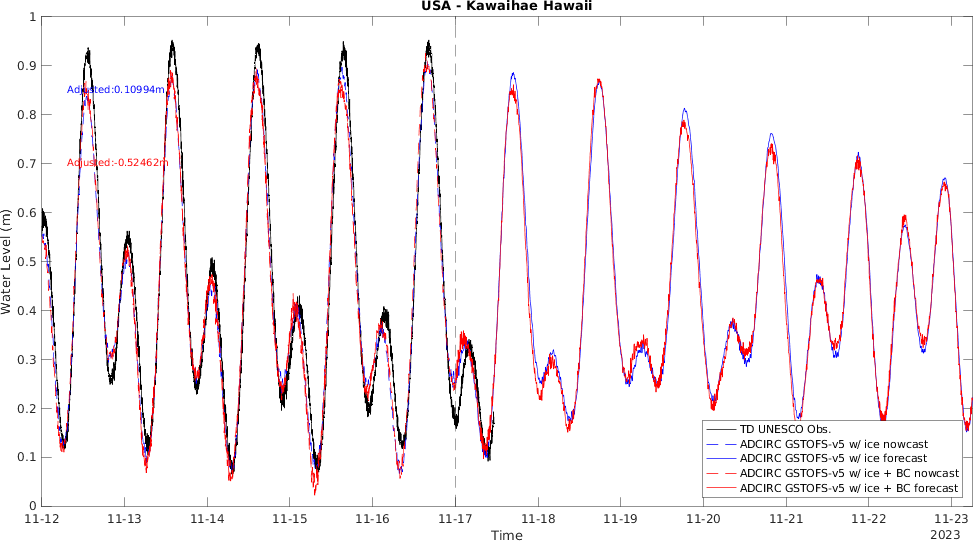 USA - Kawaihae Hawaii
1
0.9
Adjusted:0.10994m
0.8
0.7
Adjusted:-0.52462m
0.6
0.5
Water Level (m)
0.4
0.3
0.2
0.1
0
TD UNESCO Obs.
ADCIRC GSTOFS-v5 w/ ice nowcast
ADCIRC GSTOFS-v5 w/ ice forecast
ADCIRC GSTOFS-v5 w/ ice + BC nowcast
ADCIRC GSTOFS-v5 w/ ice + BC forecast
11-12 11-13 11-14 11-15 11-16 11-17 11-18 11-19 11-20 11-21 11-22 11-23
2023
Time